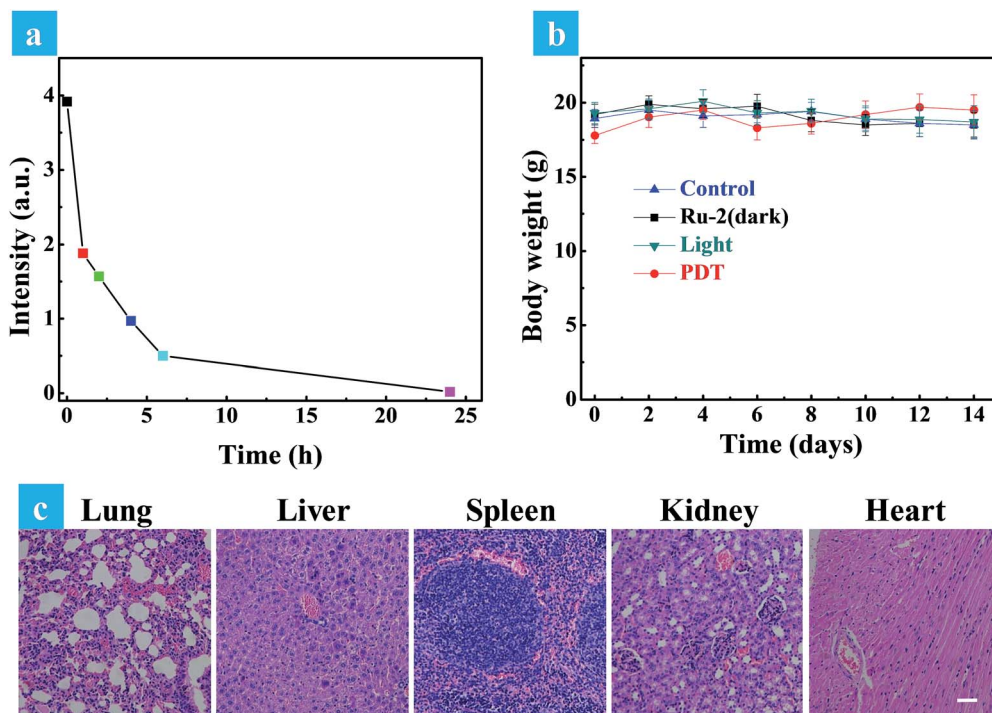 a
Intensity (a.u.)
4
3
2
1
0
0 5 10 15 20 25
Time (h)
b
Body weight (g)
20
15
10
5
0
Control
Ru-2(dark)
Light
PDT
0 2 4 6 8 10 12 14
Time (days)
c
Lung Liver Spleen Kidney Heart